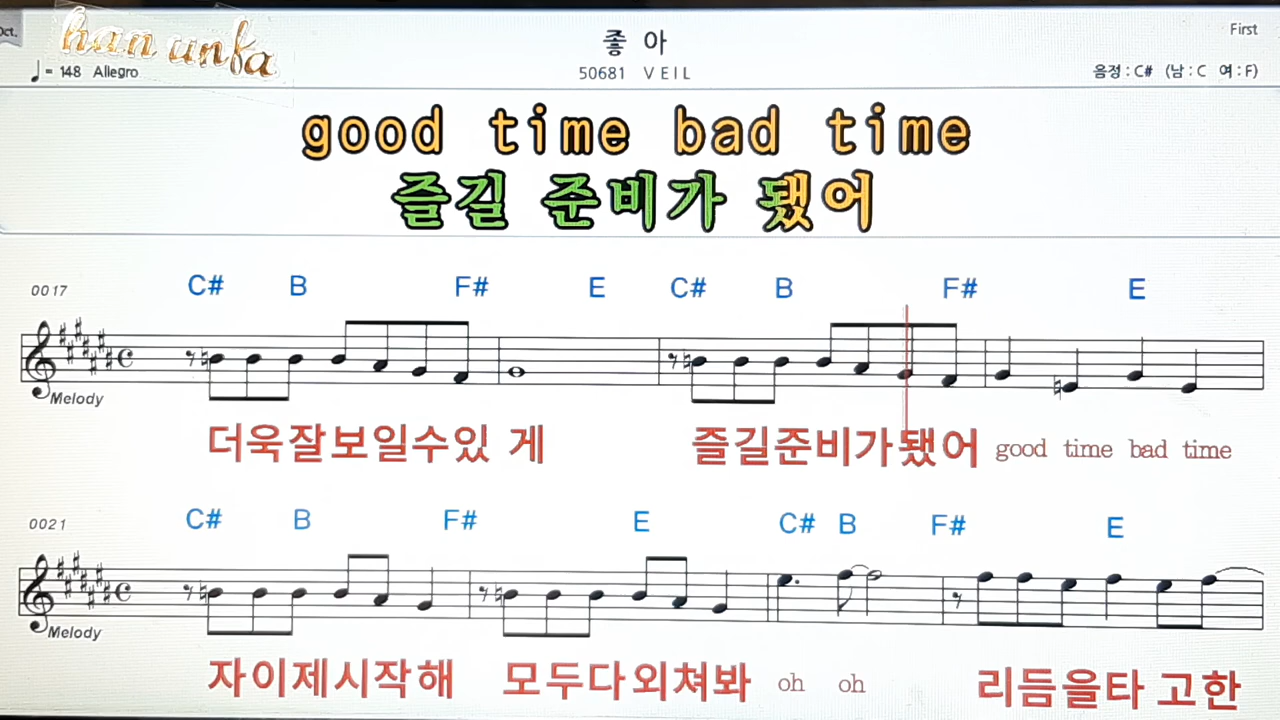 Oct.
han unfa
좋 아
First
♩= 148 Allegro
50681 VEIL
음정 : C# (남 : C 여 : F)
good time bad time
즐길 준비가 됐어
0017
C# B F# E C# B F# E
Melody
더욱잘보일수있 게 즐길준비가됐어 good time bad time
0021
C# B F# E C# B F# E
Melody
자이제시작해 모두다외쳐봐 oh oh 리듬을타 고한